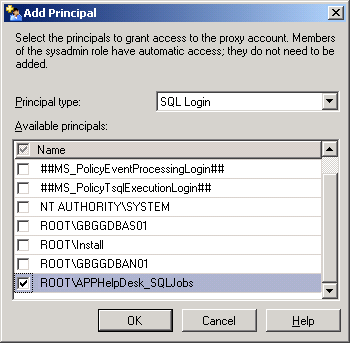 Add Principal
Select the principals to grant access to the proxy account. Members
of the sysadmin role have automatic access; they do not need to be
added.
Principal type:
SQL Login
Available principals:
Name
##MS_PolicyEventProcessingLogin##
##MS_PolicyTsqlExecutionLogin##
NT AUTHORITY\SYSTEM
ROOT\GBGGDBAS01
ROOT\Install
ROOT\GBGGDBAN01
ROOT\APPHelpDesk_SQLJobs
OK
Cancel
Help